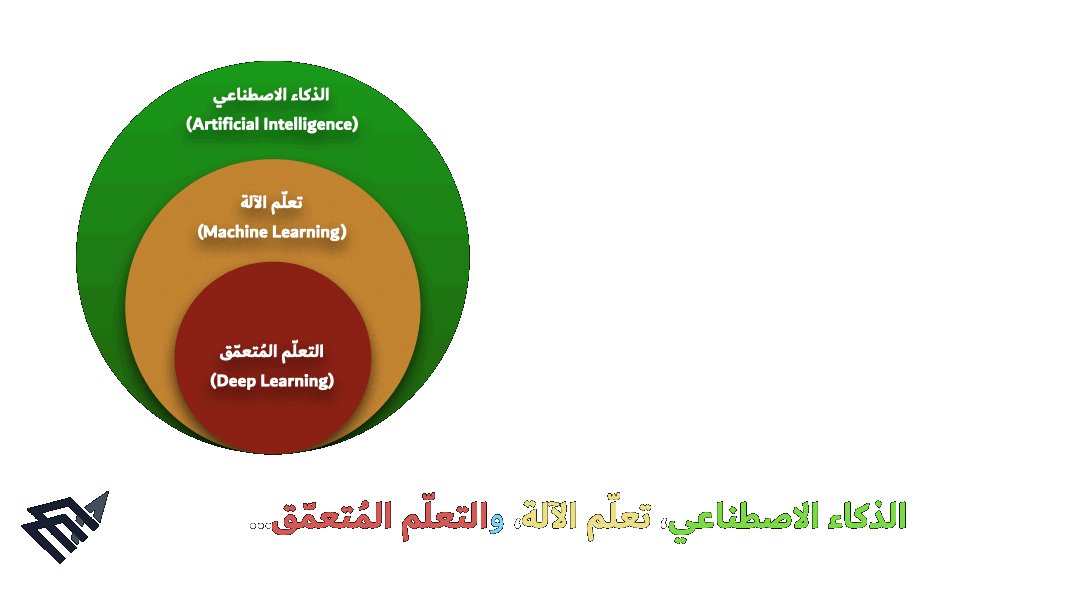 الذكاء الاصطناعي
(Artificial Intelligence)
تعلّم الآلة
(Machine Learning)
التعلّم المُتعمّق
(Deep Learning)
الذكاء الاصطناعي، تعلّم الآلة، والتعلّم المُتعمّق...